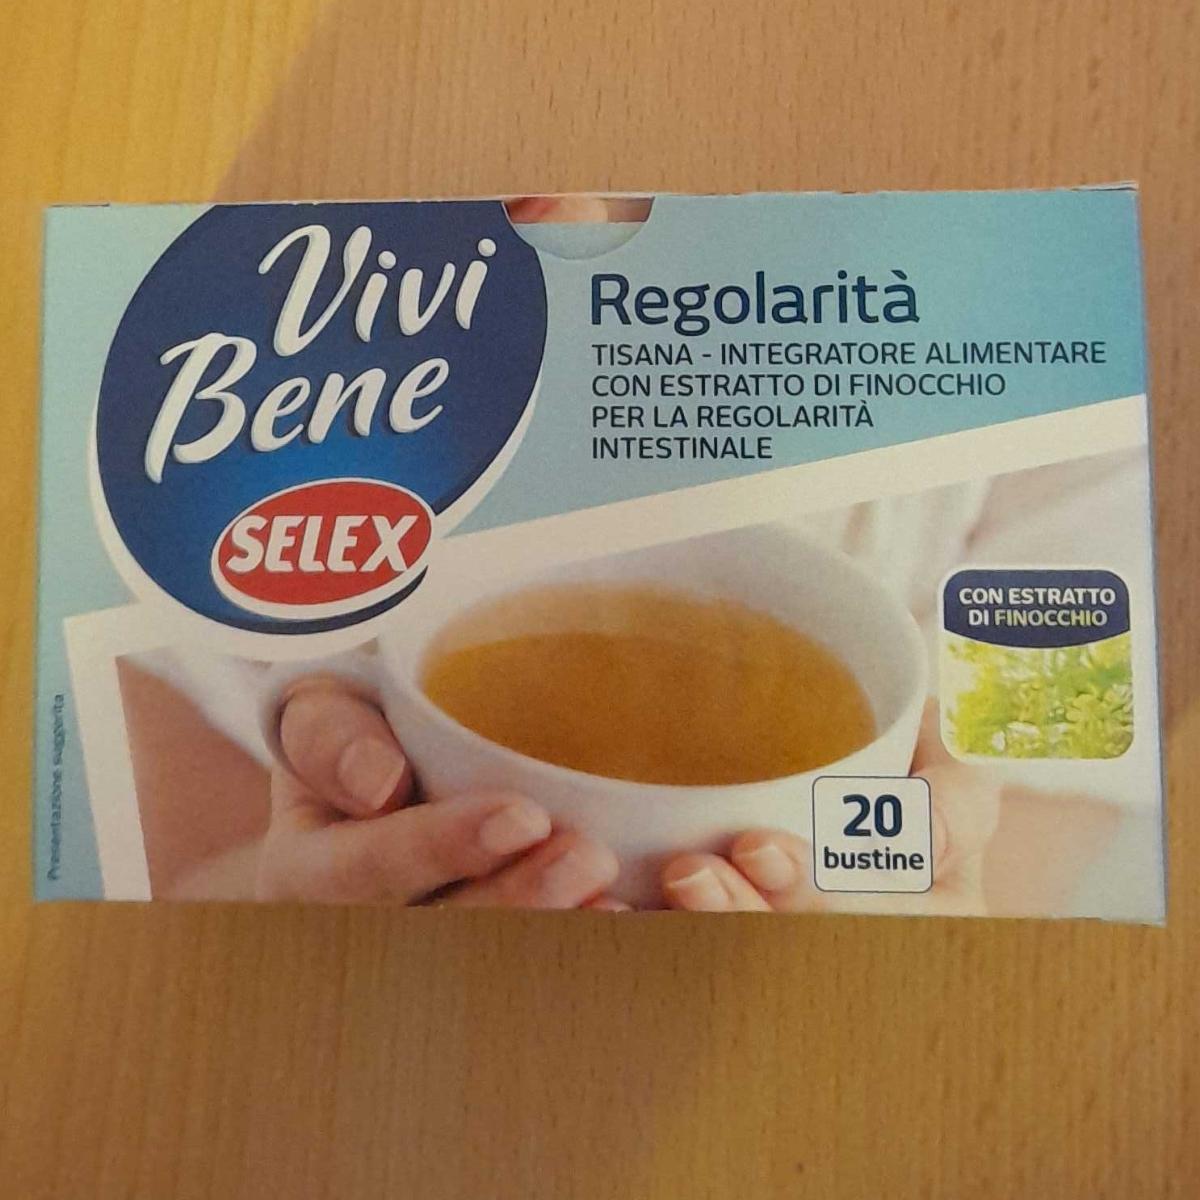 Vivi
Bene
SELEX
Regolarità
TISANA - INTEGRATORE ALIMENTARE
CON ESTRATTO DI FINOCCHIO
PER LA REGOLARITÀ
INTESTINALE
CON ESTRATTO
DI FINOCCHIO
20
bustine
Presentazione suggerita